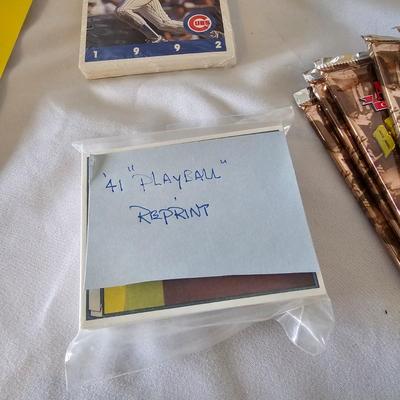 CUBS
1992
'41 "PLAYBALL"
REPRINT